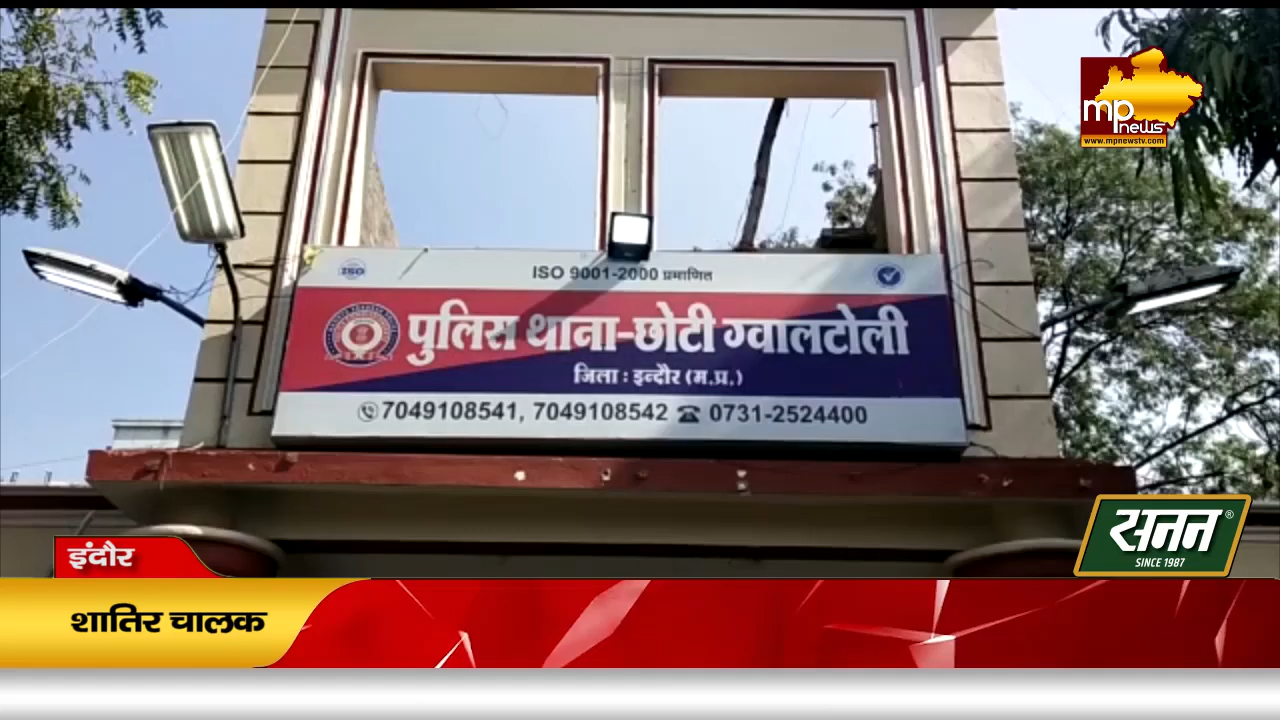 mp news
www.mpnewstv.com
ISO
ISO 9001-2000 प्रमाणित
पुलिस थाना-छोटी ग्वालटोली
जिला : इन्दौर (म.प्र.)
7049108541, 7049108542 0731-2524400
सनन ®
SINCE 1987
इंदौर
शातिर चालक